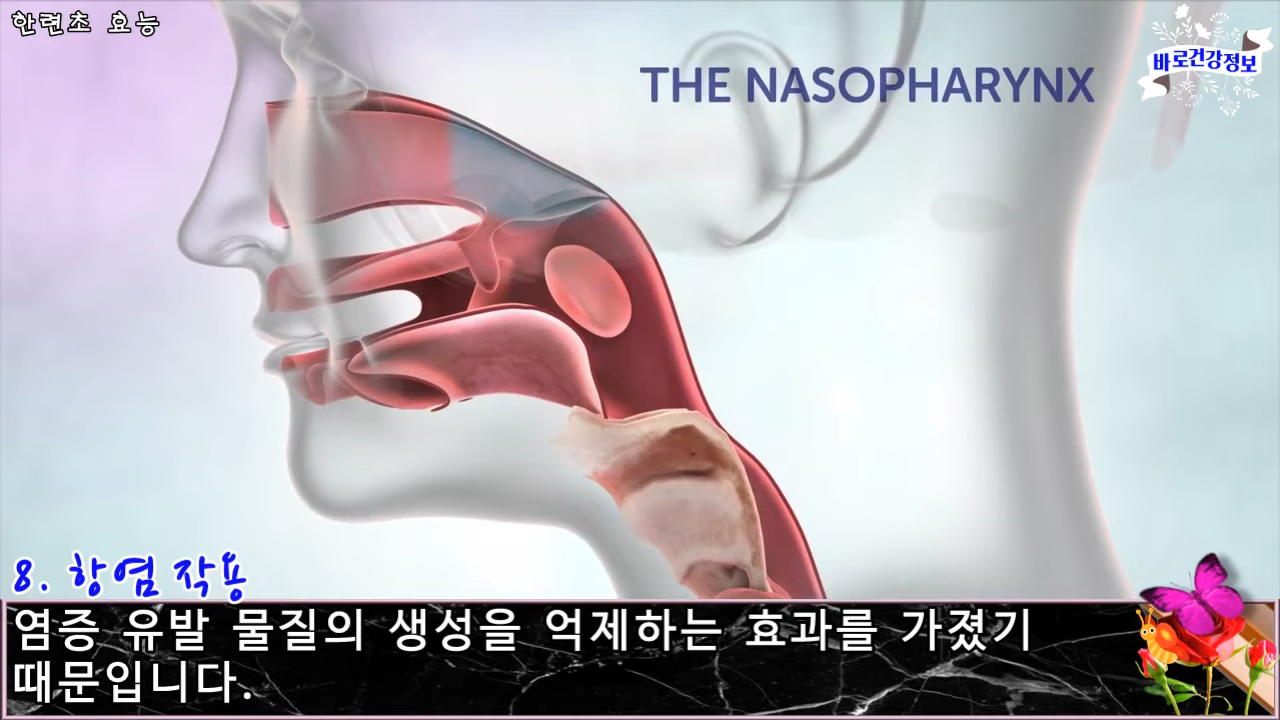 한련초 효능
바로건강정보
THE NASOPHARYNX
8. 항염 작용
염증 유발 물질의 생성을 억제하는 효과를 가졌기
때문입니다.